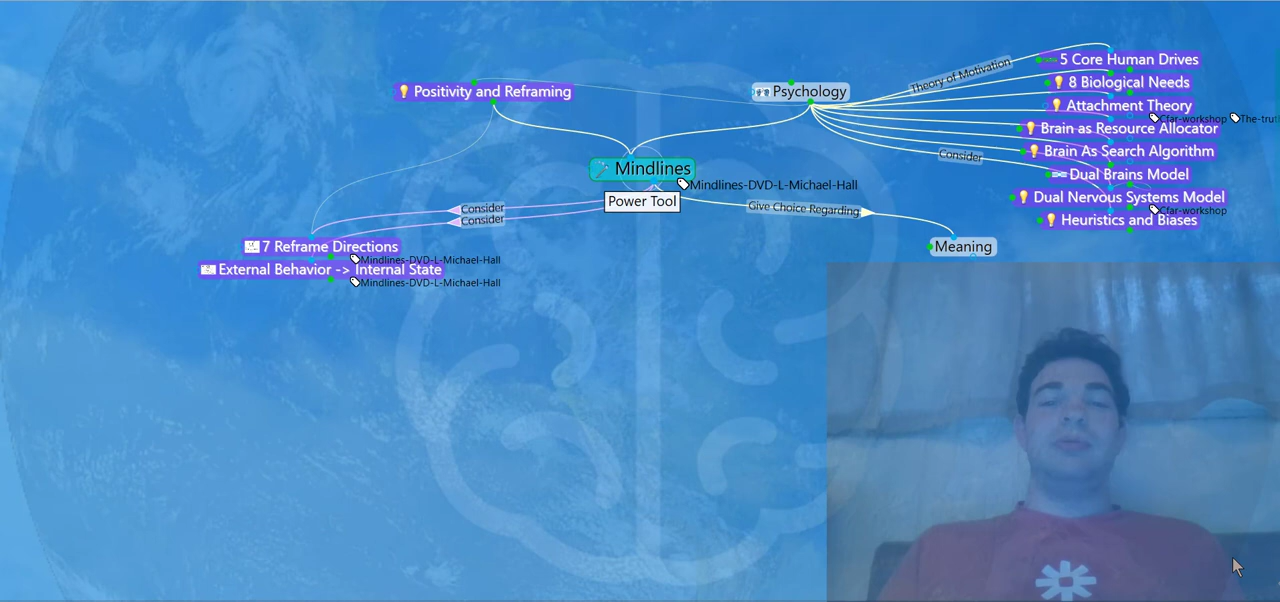 5 Core Human Drives
Theory of Motivation
8 Biological Needs
Positivity and Reframing
Psychology
Attachment Theory
Cfar-workshop
Brain as Resource Allocator
Brain As Search Algorithm
Consider
Mindlines
Dual Brains Model
Mindlines-DVD-L-Michael-Hall
Dual Nervous Systems Model
Power Tool
Cfar-workshop
Consider
Give Choice Regarding
Consider
Heuristics and Biases
7 Reframe Directions
Meaning
Mindlines-DVD-L-Michael-Hall
External Behavior -> Internal State
Mindlines-DVD-L-Michael-Hall